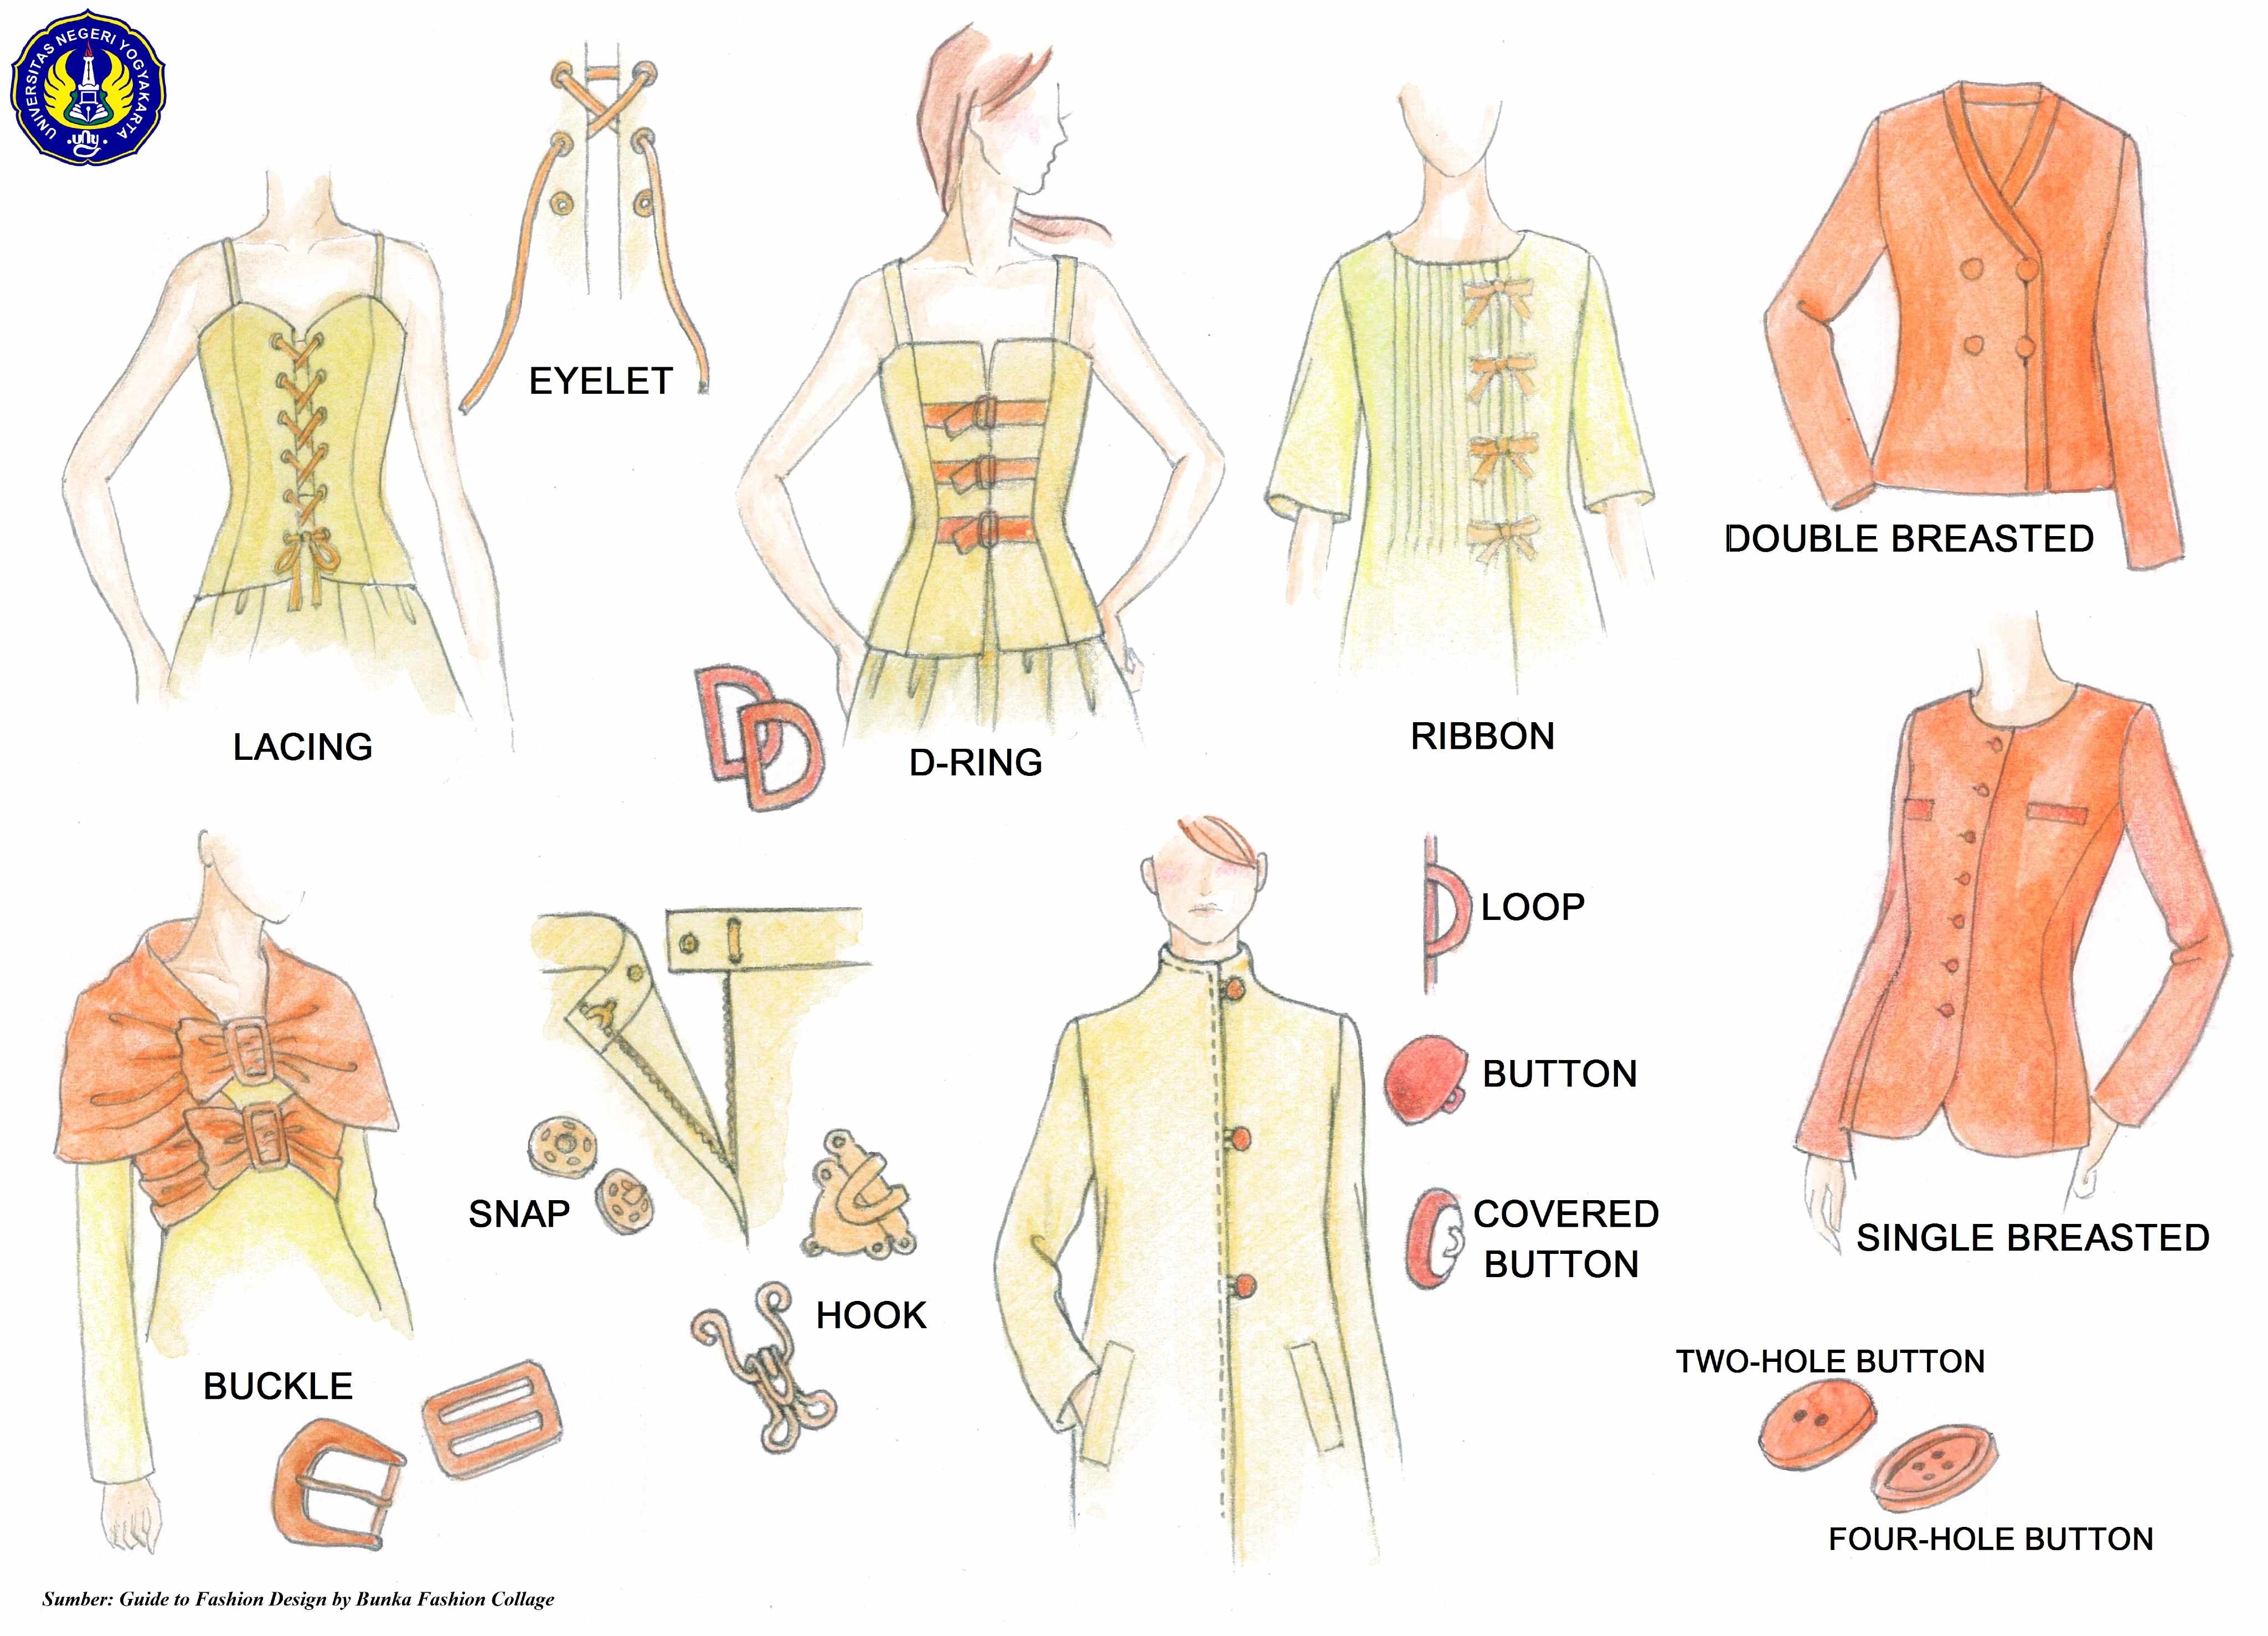 UNIVERSITAS NEGERI YOGYAKARTA
EYELET
LACING
D-RING
RIBBON
DOUBLE BREASTED
LOOP
BUTTON
COVERED
BUTTON
SINGLE BREASTED
SNAP
HOOK
BUCKLE
TWO-HOLE BUTTON
FOUR-HOLE BUTTON
Sumber: Guide to Fashion Design by Bunka Fashion Collage